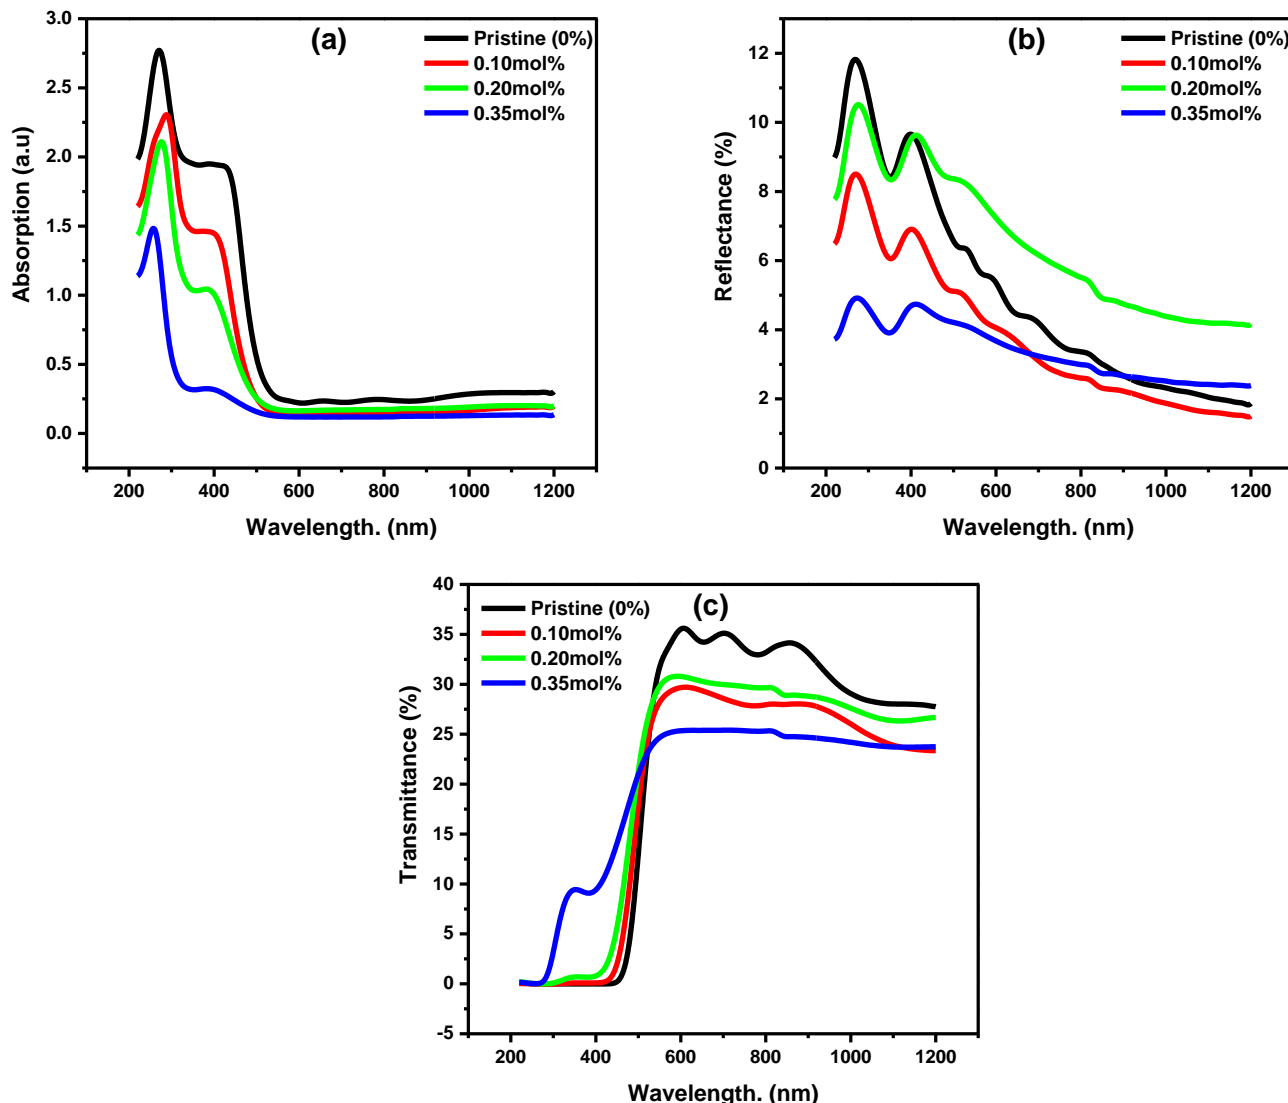 (a)
Pristine (0%)
0.10mol%
0.20mol%
0.35mol%
3.0
2.5
2.0
1.5
1.0
0.5
0.0
Absorption (a.u)
200 400 600 800 1000 1200
Wavelength. (nm)
(b)
Pristine (0%)
0.10mol%
0.20mol%
0.35mol%
12
10
8
6
4
2
0
Reflectance (%)
200 400 600 800 1000 1200
Wavelength. (nm)
(c)
Pristine (0%)
0.10mol%
0.20mol%
0.35mol%
40
35
30
25
20
15
10
5
0
-5
Transmittance (%)
200 400 600 800 1000 1200
Wavelength. (nm)